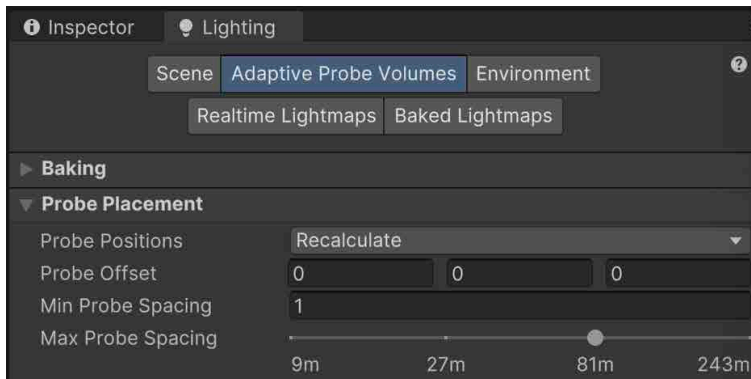 Inspector Lighting
Scene Adaptive Probe Volumes Environment
Realtime Lightmaps Baked Lightmaps
Baking
Probe Placement
Probe Positions Recalculate
Probe Offset 0 0 0
Min Probe Spacing 1
Max Probe Spacing
9m 27m 81m 243m